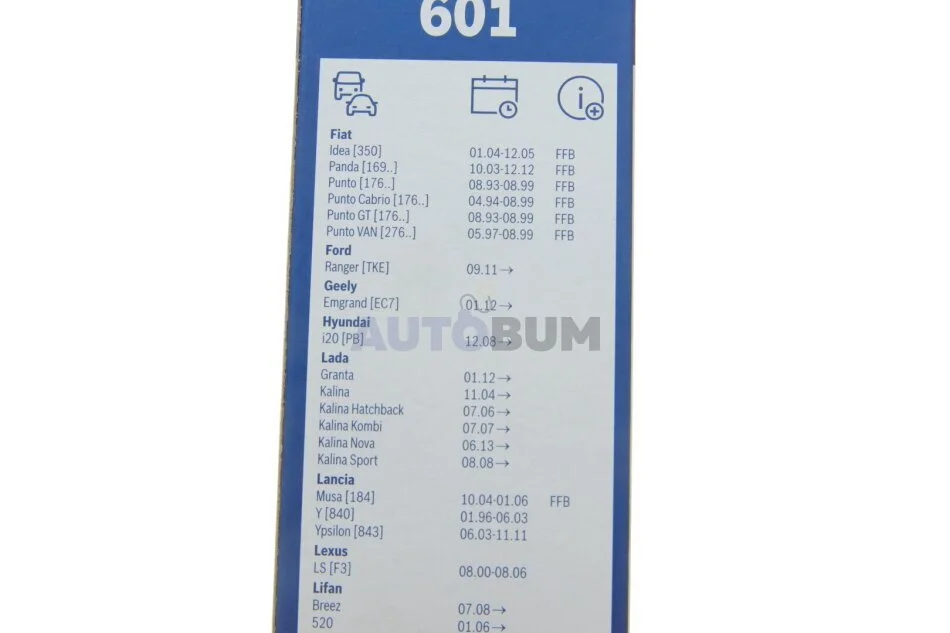 601
Fiat
Idea [350] 01.04-12.05 FFB
Panda [169..] 10.03-12.12 FFB
Punto [176..] 08.93-08.99 FFB
Punto Cabrio [176..] 04.94-08.99 FFB
Punto GT [176..] 08.93-08.99 FFB
Punto VAN [276..] 05.97-08.99 FFB
Ford
Ranger [TKE] 09.11→
Geely
Emgrand [EC7] 01.12→
Hyundai
AUTOBUM
i20 [PB] 12.08→
Lada
Granta 01.12→
Kalina 11.04→
Kalina Hatchback 07.06→
Kalina Kombi 07.07→
Kalina Nova 06.13→
Kalina Sport 08.08→
Lancia
Musa [184] 10.04-01.06 FFB
Y [840] 01.96-06.03
Ypsilon [843] 06.03-11.11
Lexus
LS [F3] 08.00-08.06
Lifan
Breez 07.08→
520 01.06→